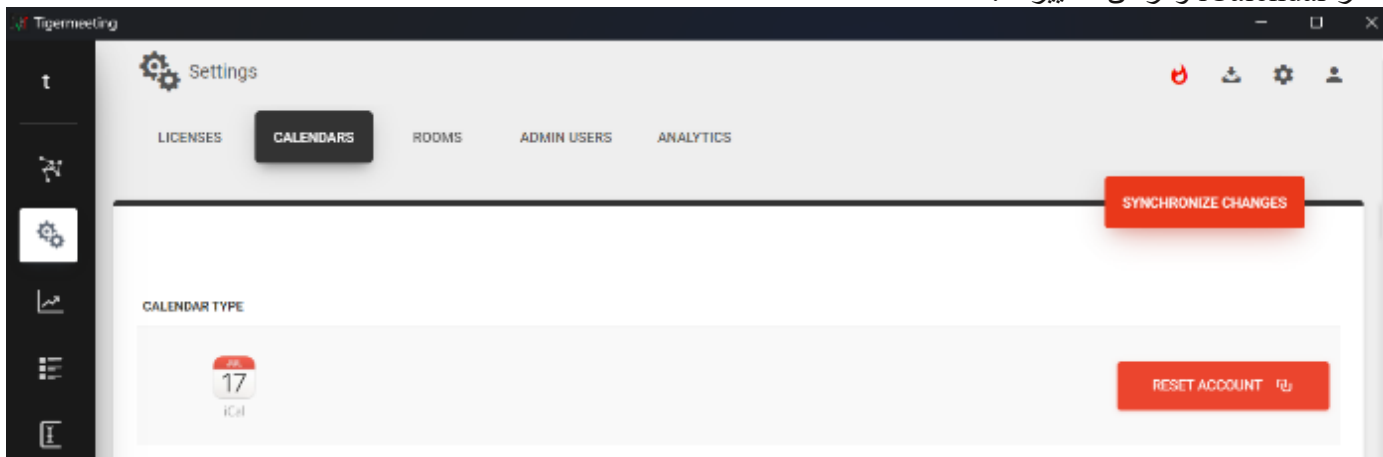 Tigermeeting
t
Settings
LICENSES CALENDARS ROOMS ADMIN USERS ANALYTICS
SYNCHRONIZE CHANGES
CALENDAR TYPE
JUL
17
iCal
RESET ACCOUNT